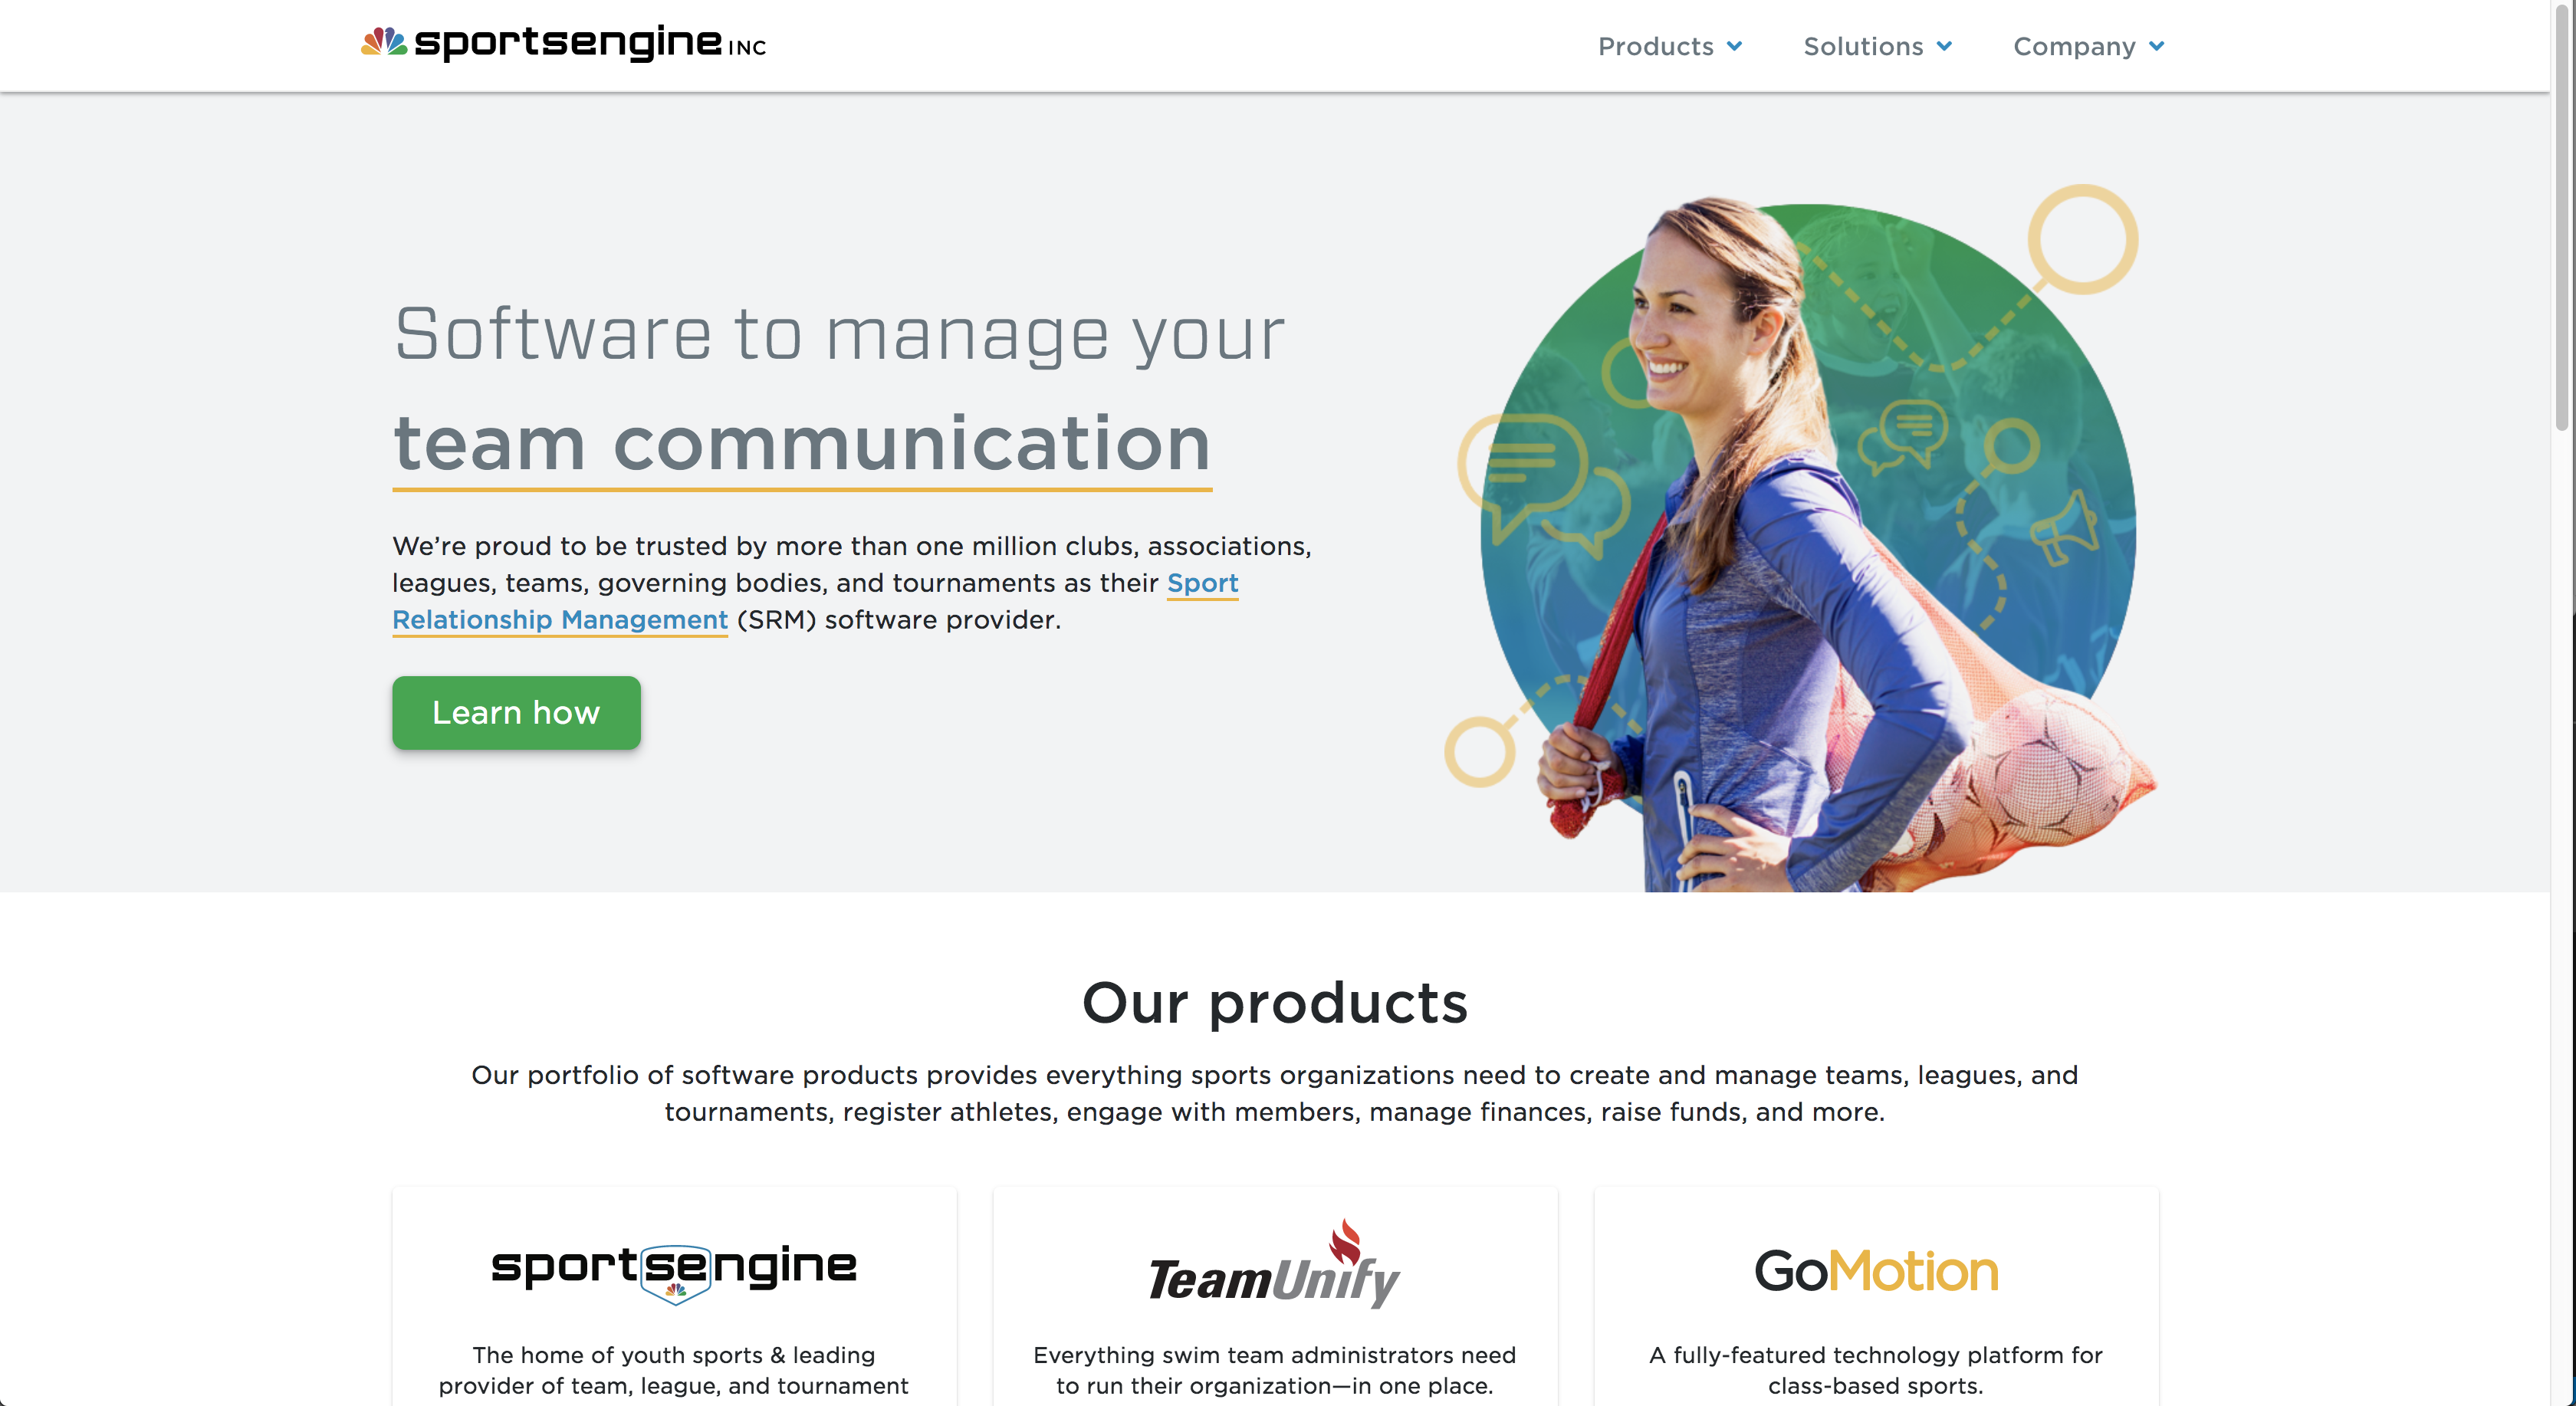 sportsengine INC
Products
Solutions
Company
Software to manage your
team communication
We’re proud to be trusted by more than one million clubs, associations,
leagues, teams, governing bodies, and tournaments as their Sport
Relationship Management (SRM) software provider.
Learn how
Our products
Our portfolio of software products provides everything sports organizations need to create and manage teams, leagues, and
tournaments, register athletes, engage with members, manage finances, raise funds, and more.
sportsengine
The home of youth sports & leading
provider of team, league, and tournament
TeamUnify
Everything swim team administrators need
to run their organization—in one place.
GoMotion
A fully-featured technology platform for
class-based sports.